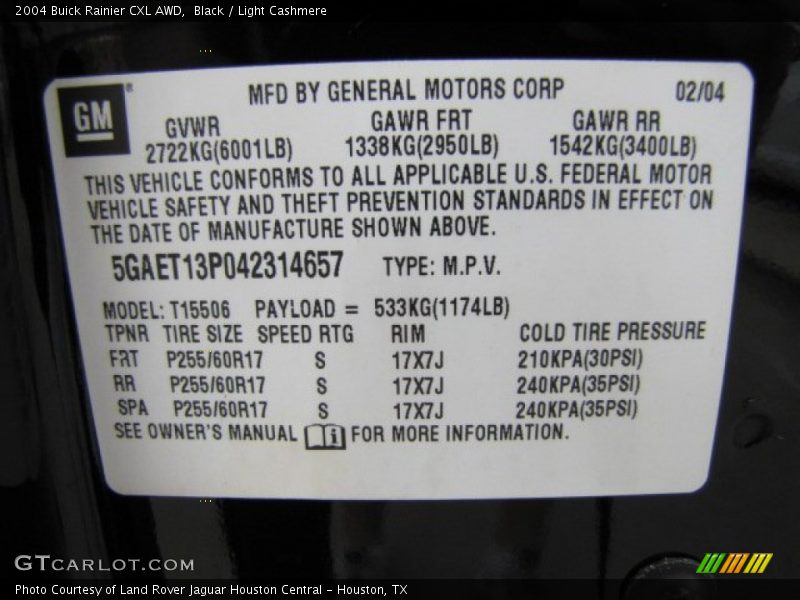 2004 Buick Rainier CXL AWD,  Black / Light Cashmere
GM®
MFD BY GENERAL MOTORS CORP 02/04
GVWR GAWR FRT GAWR RR
2722KG(6001LB) 1338KG(2950LB) 1542KG(3400LB)
THIS VEHICLE CONFORMS TO ALL APPLICABLE U.S. FEDERAL MOTOR
VEHICLE SAFETY AND THEFT PREVENTION STANDARDS IN EFFECT ON
THE DATE OF MANUFACTURE SHOWN ABOVE.
5GAET13P042314657 TYPE: M.P.V.
MODEL: T15506 PAYLOAD = 533KG(1174LB)
TPNR TIRE SIZE SPEED RTG RIM COLD TIRE PRESSURE
FRT P255/60R17 S 17X7J 210KPA(30PSI)
RR P255/60R17 S 17X7J 240KPA(35PSI)
SPA P255/60R17 S 17X7J 240KPA(35PSI)
SEE OWNER'S MANUAL i FOR MORE INFORMATION.
GTCARLOT.COM
Photo Courtesy of Land Rover Jaguar Houston Central - Houston, TX